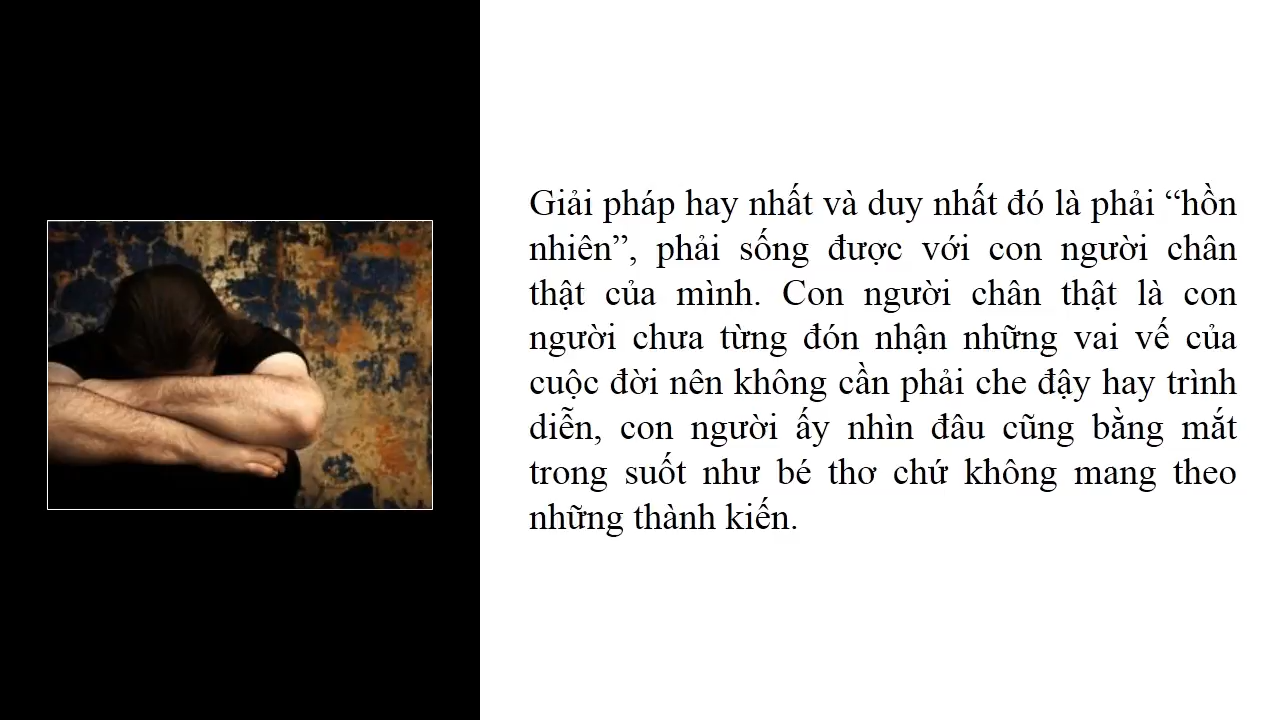 Giải pháp hay nhất và duy nhất đó là phải “hồn
nhiên”, phải sống được với con người chân
thật của mình. Con người chân thật là con
người chưa từng đón nhận những vai vế của
cuộc đời nên không cần phải che đậy hay trình
diễn, con người ấy nhìn đâu cũng bằng mắt
trong suốt như bé thơ chứ không mang theo
những thành kiến.